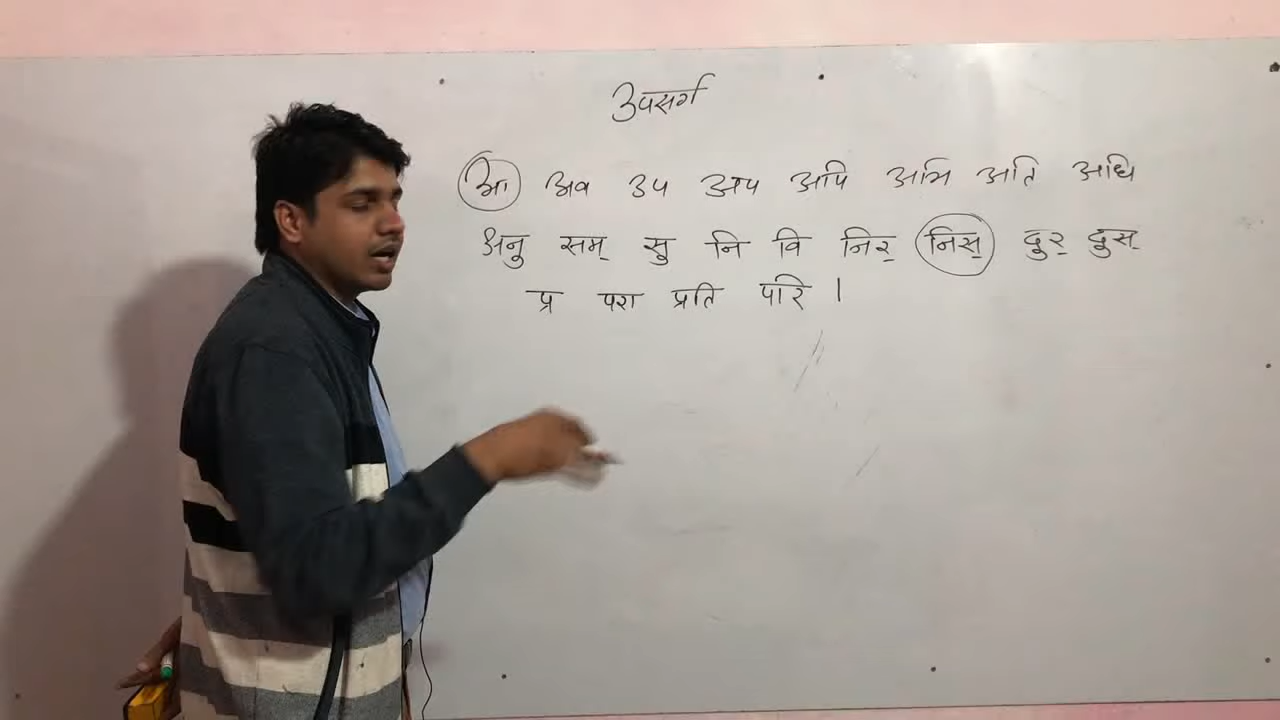 उपसर्ग
आ अव उप अप अपि अभि अति अधि
अनु सम् सु नि वि निर् निस् दुर् दुस्
प्र परा प्रति परि ।